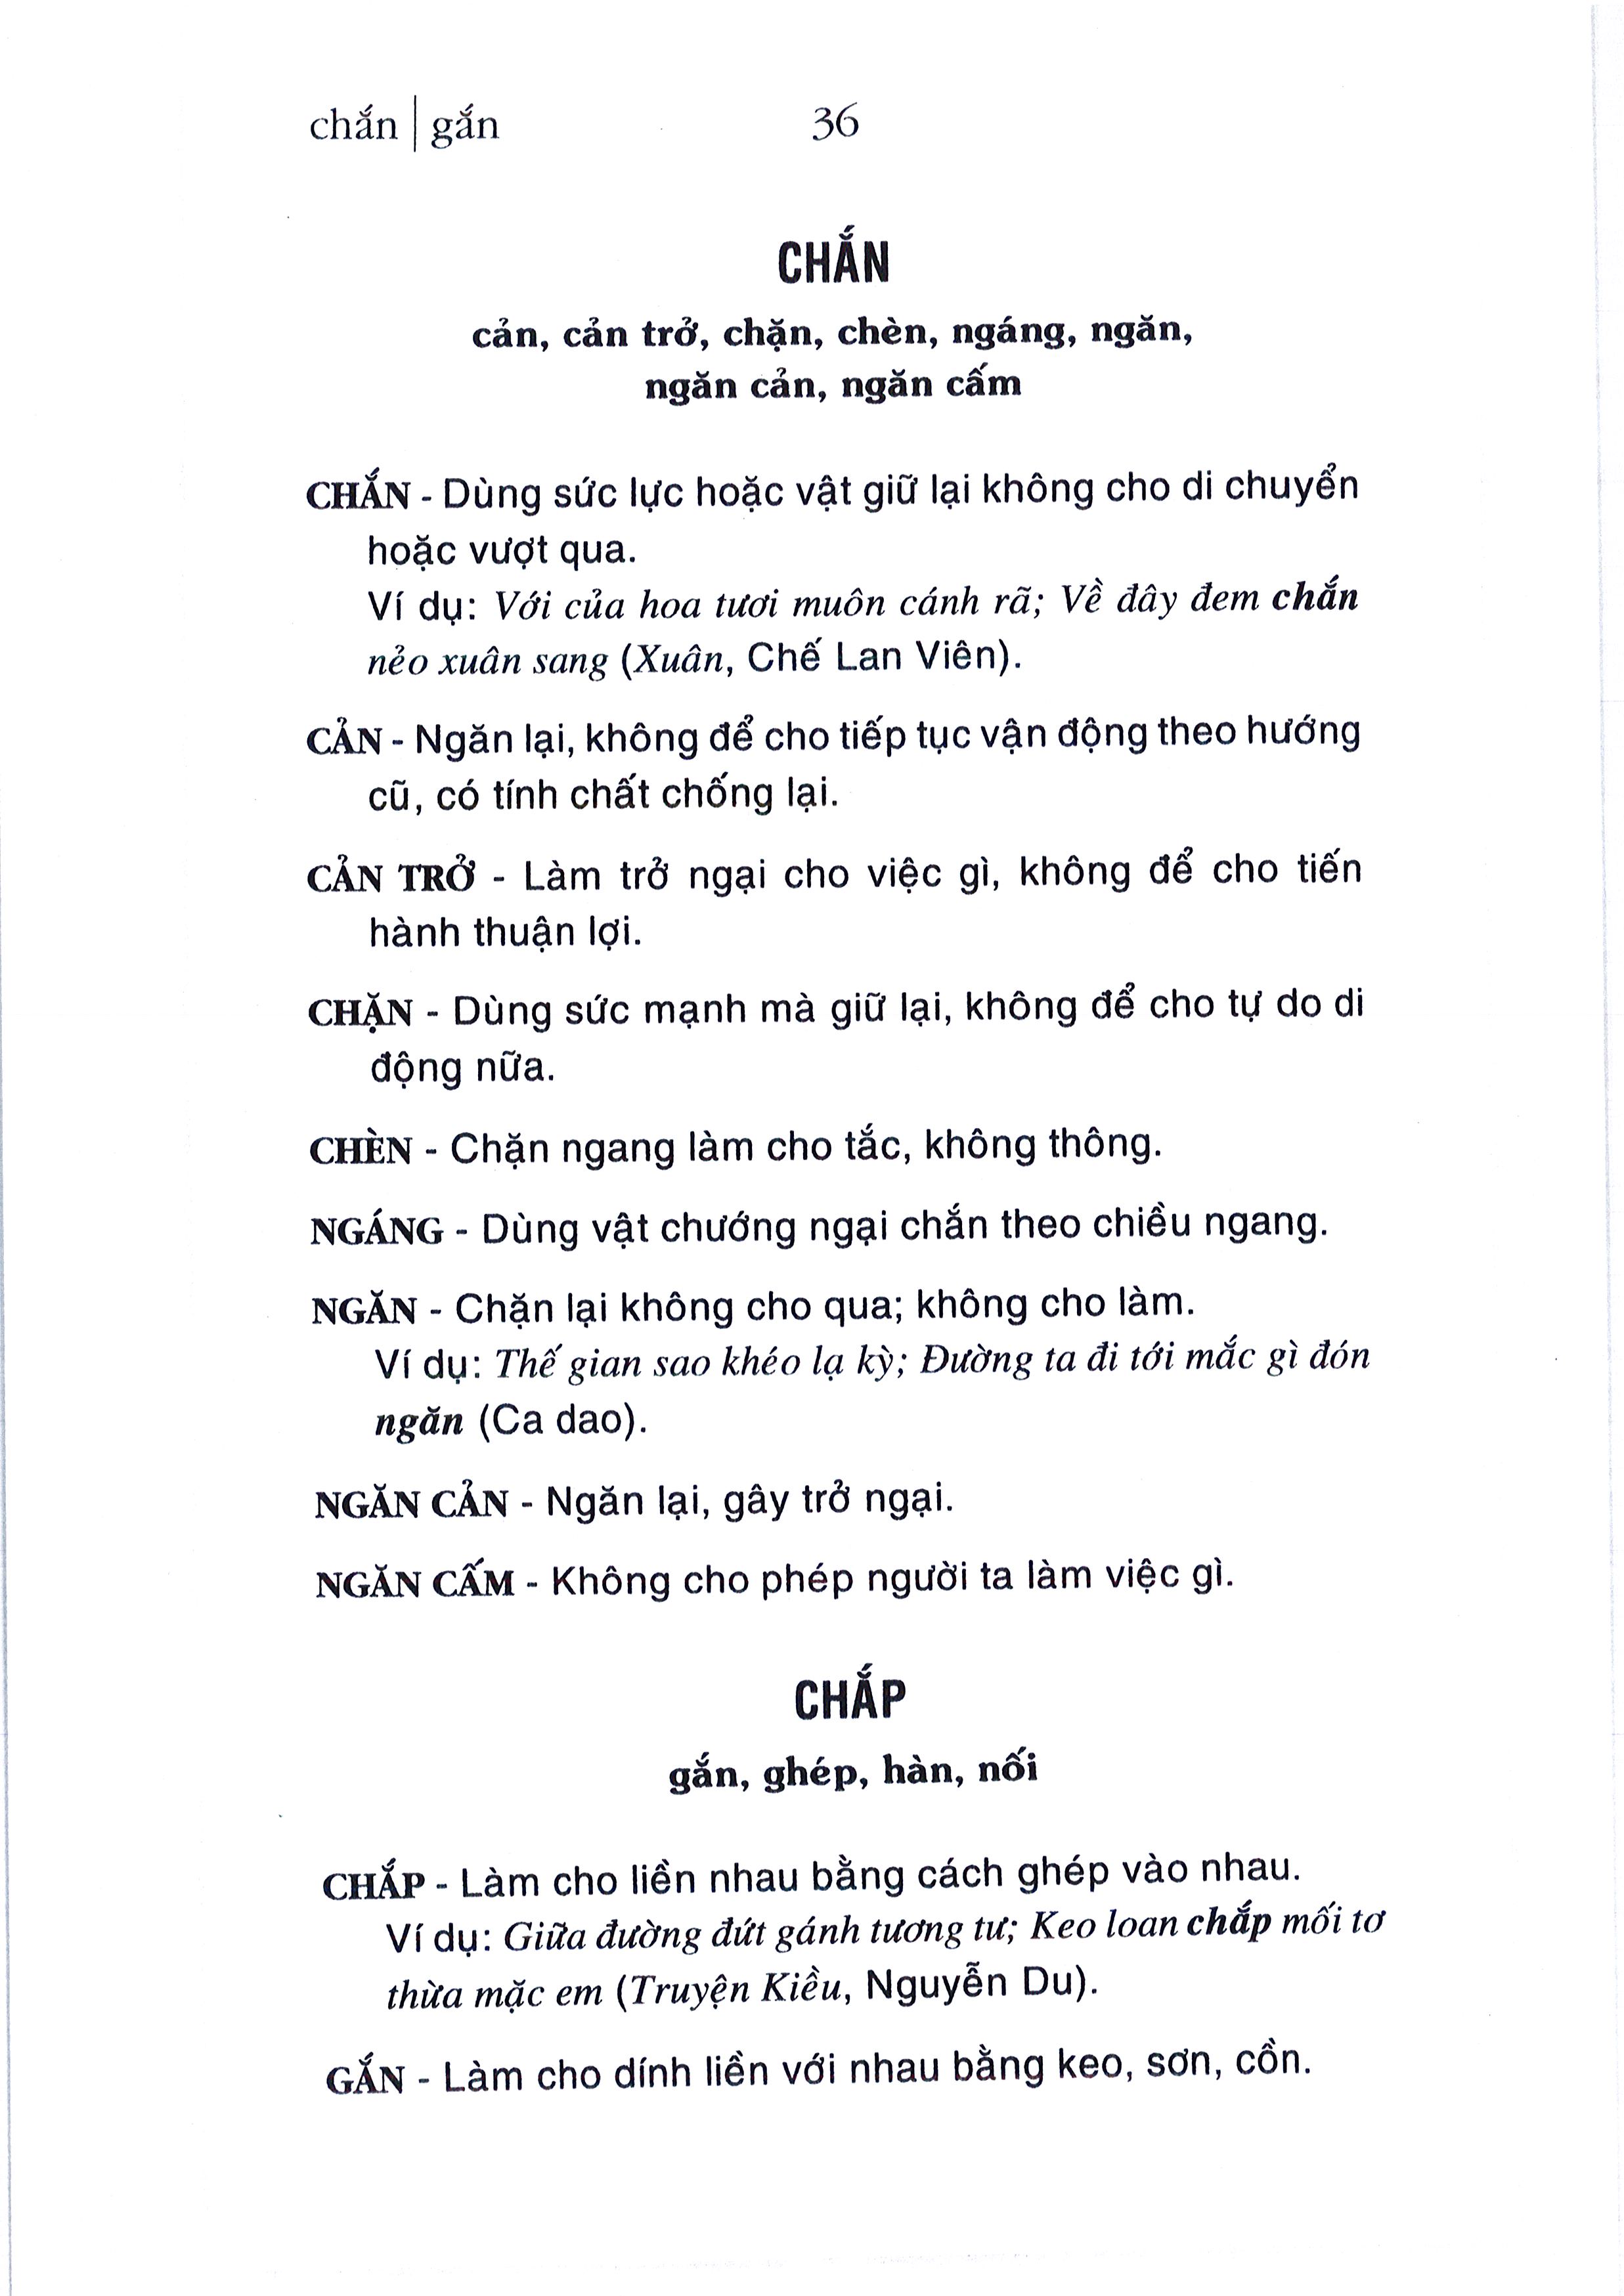 chắn | gắn 36
CHẮN
cản, cản trở, chặn, chèn, ngáng, ngăn,
ngăn cản, ngăn cấm
CHẮN - Dùng sức lực hoặc vật giữ lại không cho di chuyển
hoặc vượt qua.
Ví dụ: Với của hoa tươi muôn cánh rã; Về đây đem chắn
nẻo xuân sang (Xuân, Chế Lan Viên).
CẢN - Ngăn lại, không để cho tiếp tục vận động theo hướng
cũ, có tính chất chống lại.
CẢN TRỞ - Làm trở ngại cho việc gì, không để cho tiến
hành thuận lợi.
CHẶN - Dùng sức mạnh mà giữ lại, không để cho tự do di
động nữa.
CHÈN - Chặn ngang làm cho tắc, không thông.
NGÁNG - Dùng vật chướng ngại chắn theo chiều ngang.
NGĂN - Chặn lại không cho qua; không cho làm.
Ví dụ: Thế gian sao khéo lạ kỳ; Đường ta đi tới mắc gì đón
ngăn (Ca dao).
NGĂN CẢN - Ngăn lại, gây trở ngại.
NGĂN CẤM - Không cho phép người ta làm việc gì.
CHẮP
gắn, ghép, hàn, nối
CHẮP - Làm cho liền nhau bằng cách ghép vào nhau.
Ví dụ: Giữa đường đứt gánh tương tư; Keo loan chắp mối tơ
thừa mặc em (Truyện Kiều, Nguyễn Du).
GẮN - Làm cho dính liền với nhau bằng keo, sơn, cồn.